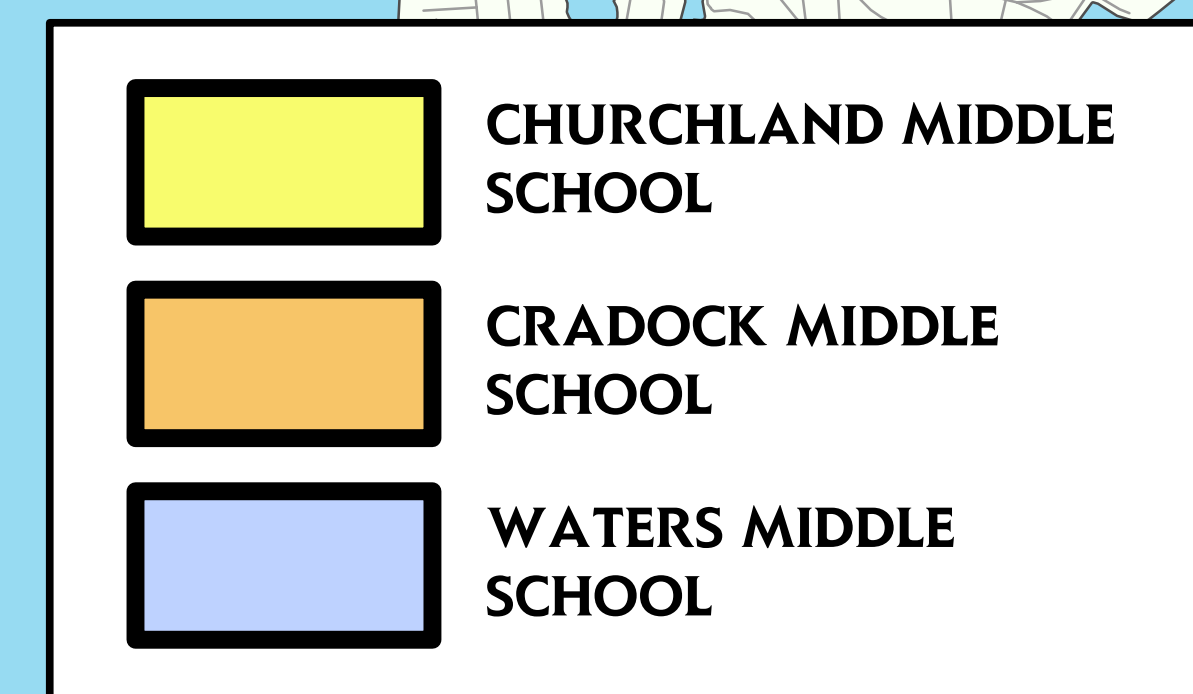 CHURCHLAND MIDDLE
SCHOOL
CRADOCK MIDDLE
SCHOOL
WATERS MIDDLE
SCHOOL